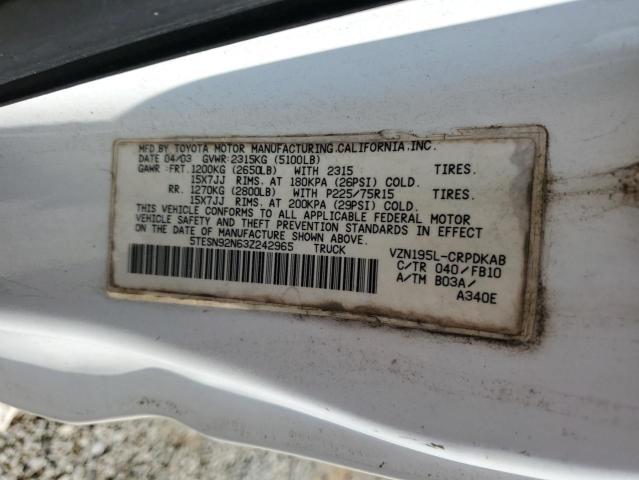 MFD.BY TOYOTA MOTOR MANUFACTURING.CALIFORNIA.INC.
DATE 04/03 GVWR:2315KG (5100LB)
GAWR: FRT. 1200KG (2650LB) WITH 2315 TIRES.
15X7JJ RIMS. AT 180KPA (26PSI) COLD.
RR. 1270KG (2800LB) WITH P225/75R15 TIRES.
15X7JJ RIMS. AT 200KPA (29PSI) COLD.
THIS VEHICLE CONFORMS TO ALL APPLICABLE FEDERAL MOTOR
VEHICLE SAFETY AND THEFT PREVENTION STANDARDS IN EFFECT
ON THE DATE OF MANUFACTURE SHOWN ABOVE.
5TESN92N63Z242965 TRUCK
VZN195L-CRPDKAB
C/TR 040/FB10
A/TM B03A/
A340E